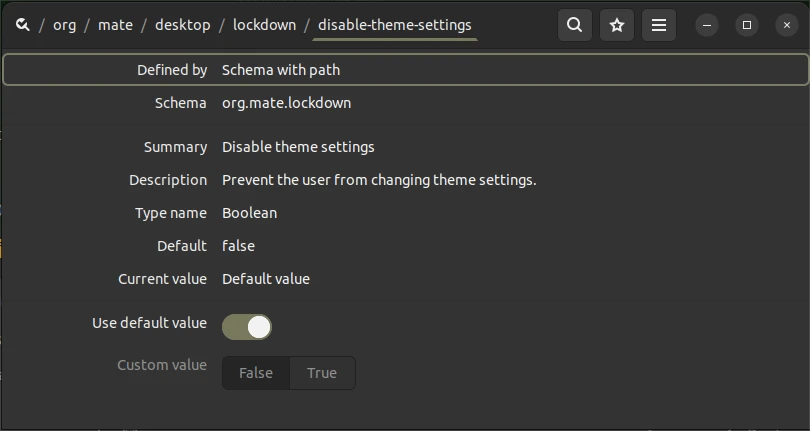 / org / mate / desktop / lockdown / disable-theme-settings
Defined by Schema with path
Schema org.mate.lockdown
Summary Disable theme settings
Description Prevent the user from changing theme settings.
Type name Boolean
Default false
Current value Default value
Use default value
Custom value False True